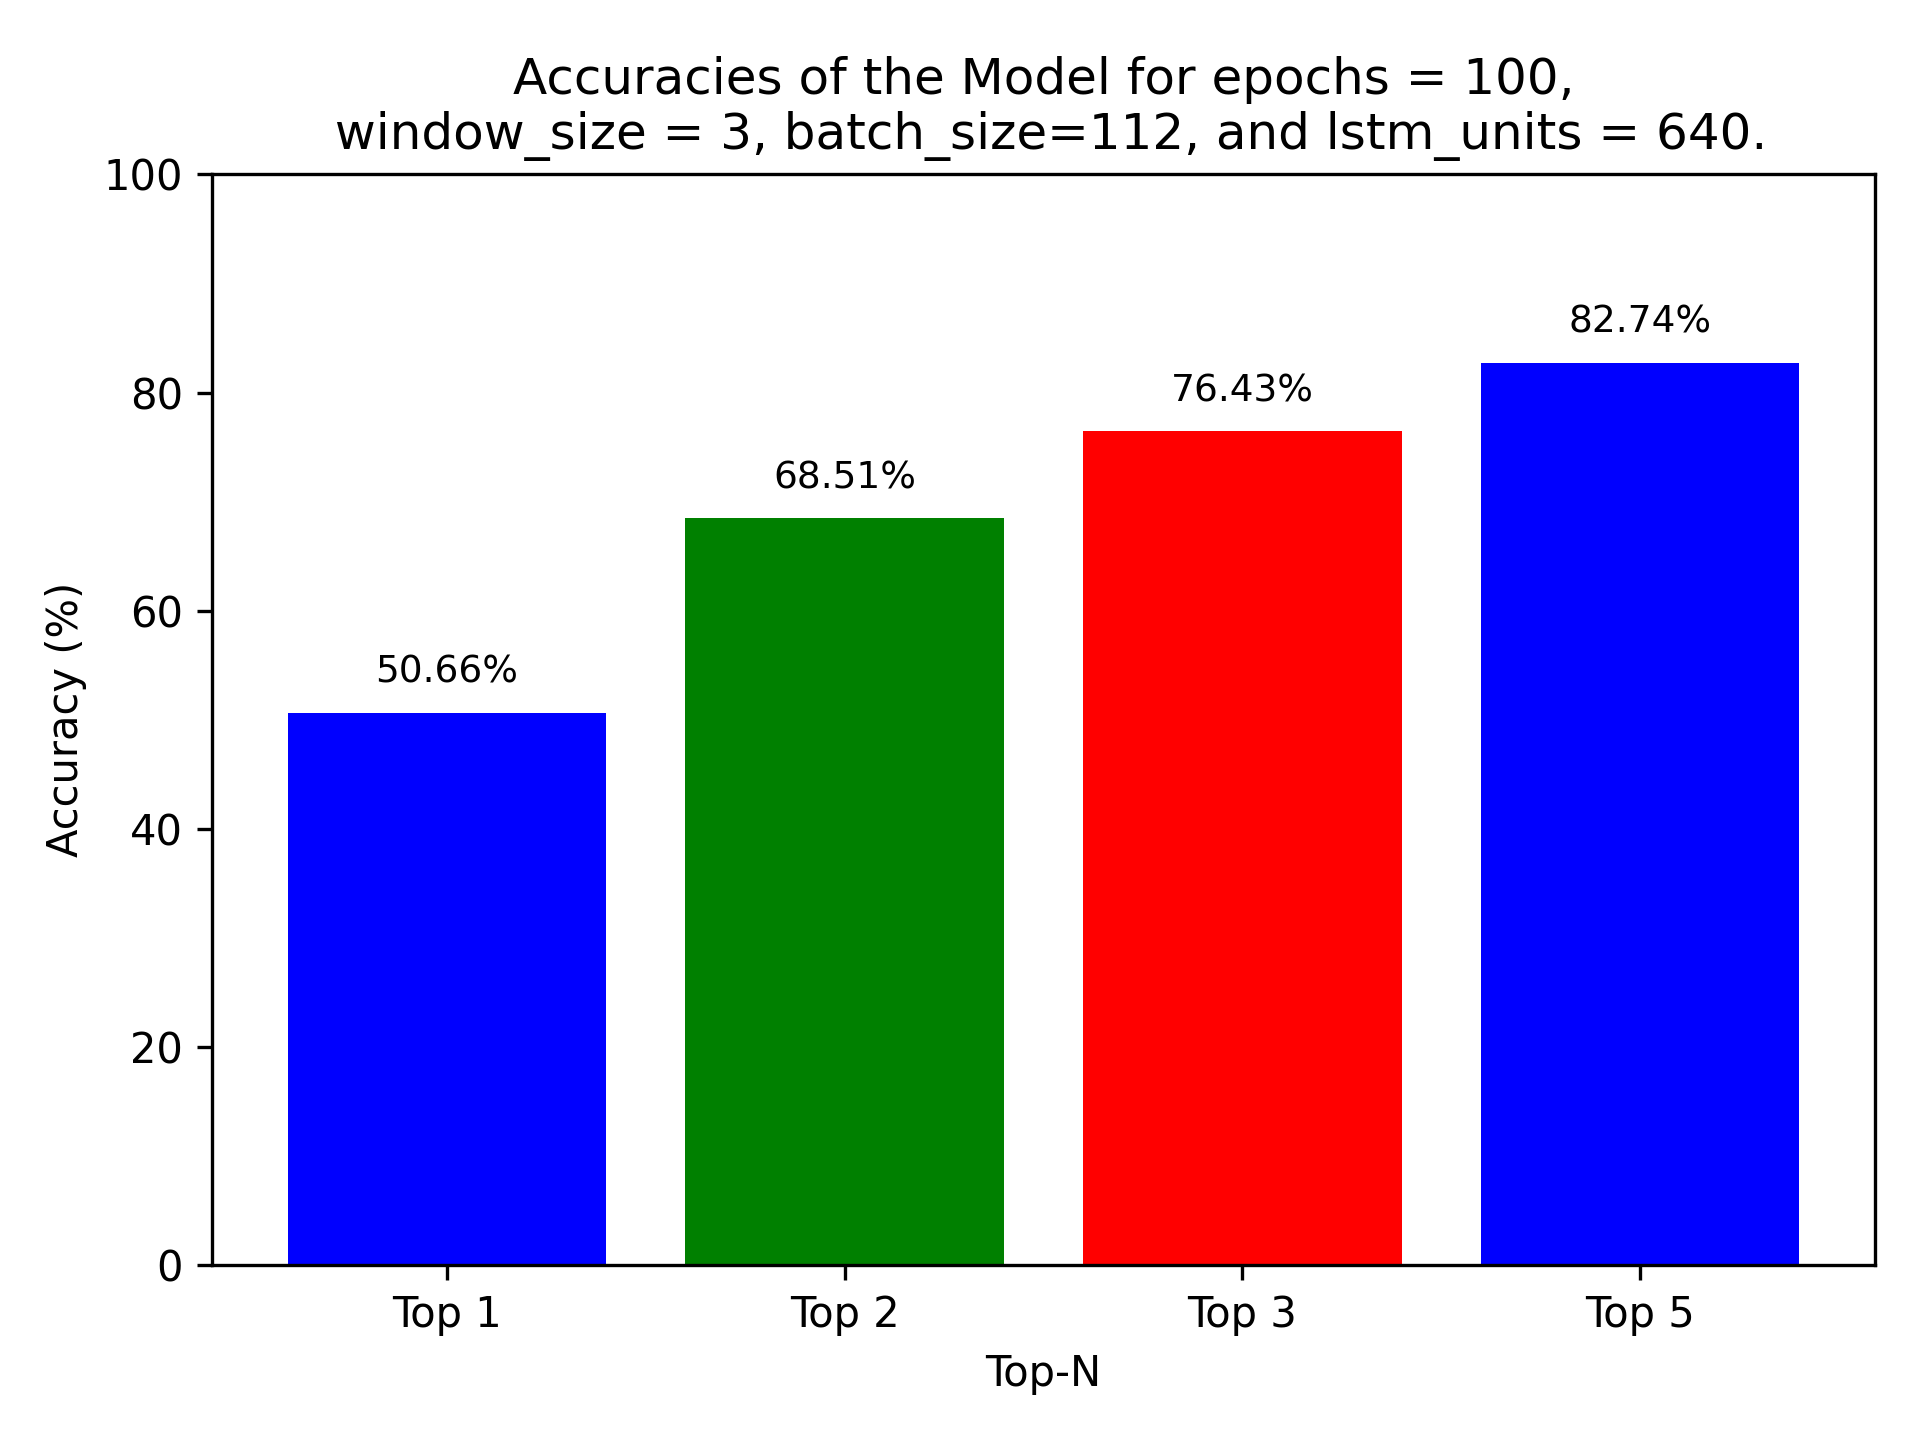 Accuracies of the Model for epochs = 100,
window_size = 3, batch_size=112, and lstm_units = 640.
100
80
60
40
20
0
Accuracy (%)
50.66%
68.51%
76.43%
82.74%
Top 1
Top 2
Top 3
Top 5
Top-N